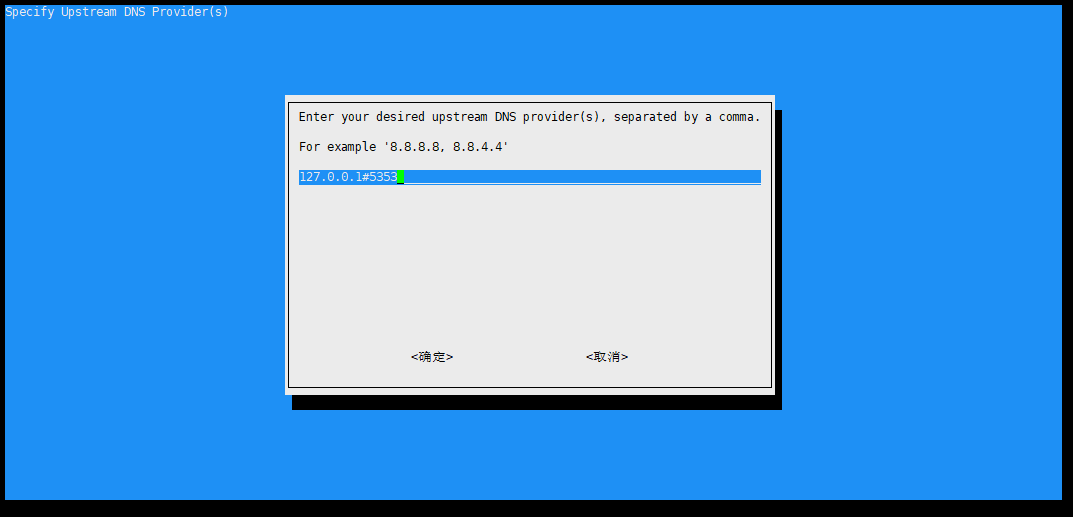 Specify Upstream DNS Provider(s)
Enter your desired upstream DNS provider(s), separated by a comma.
For example '8.8.8.8, 8.8.4.4'
127.0.0.1#5353
<确定> <取消>